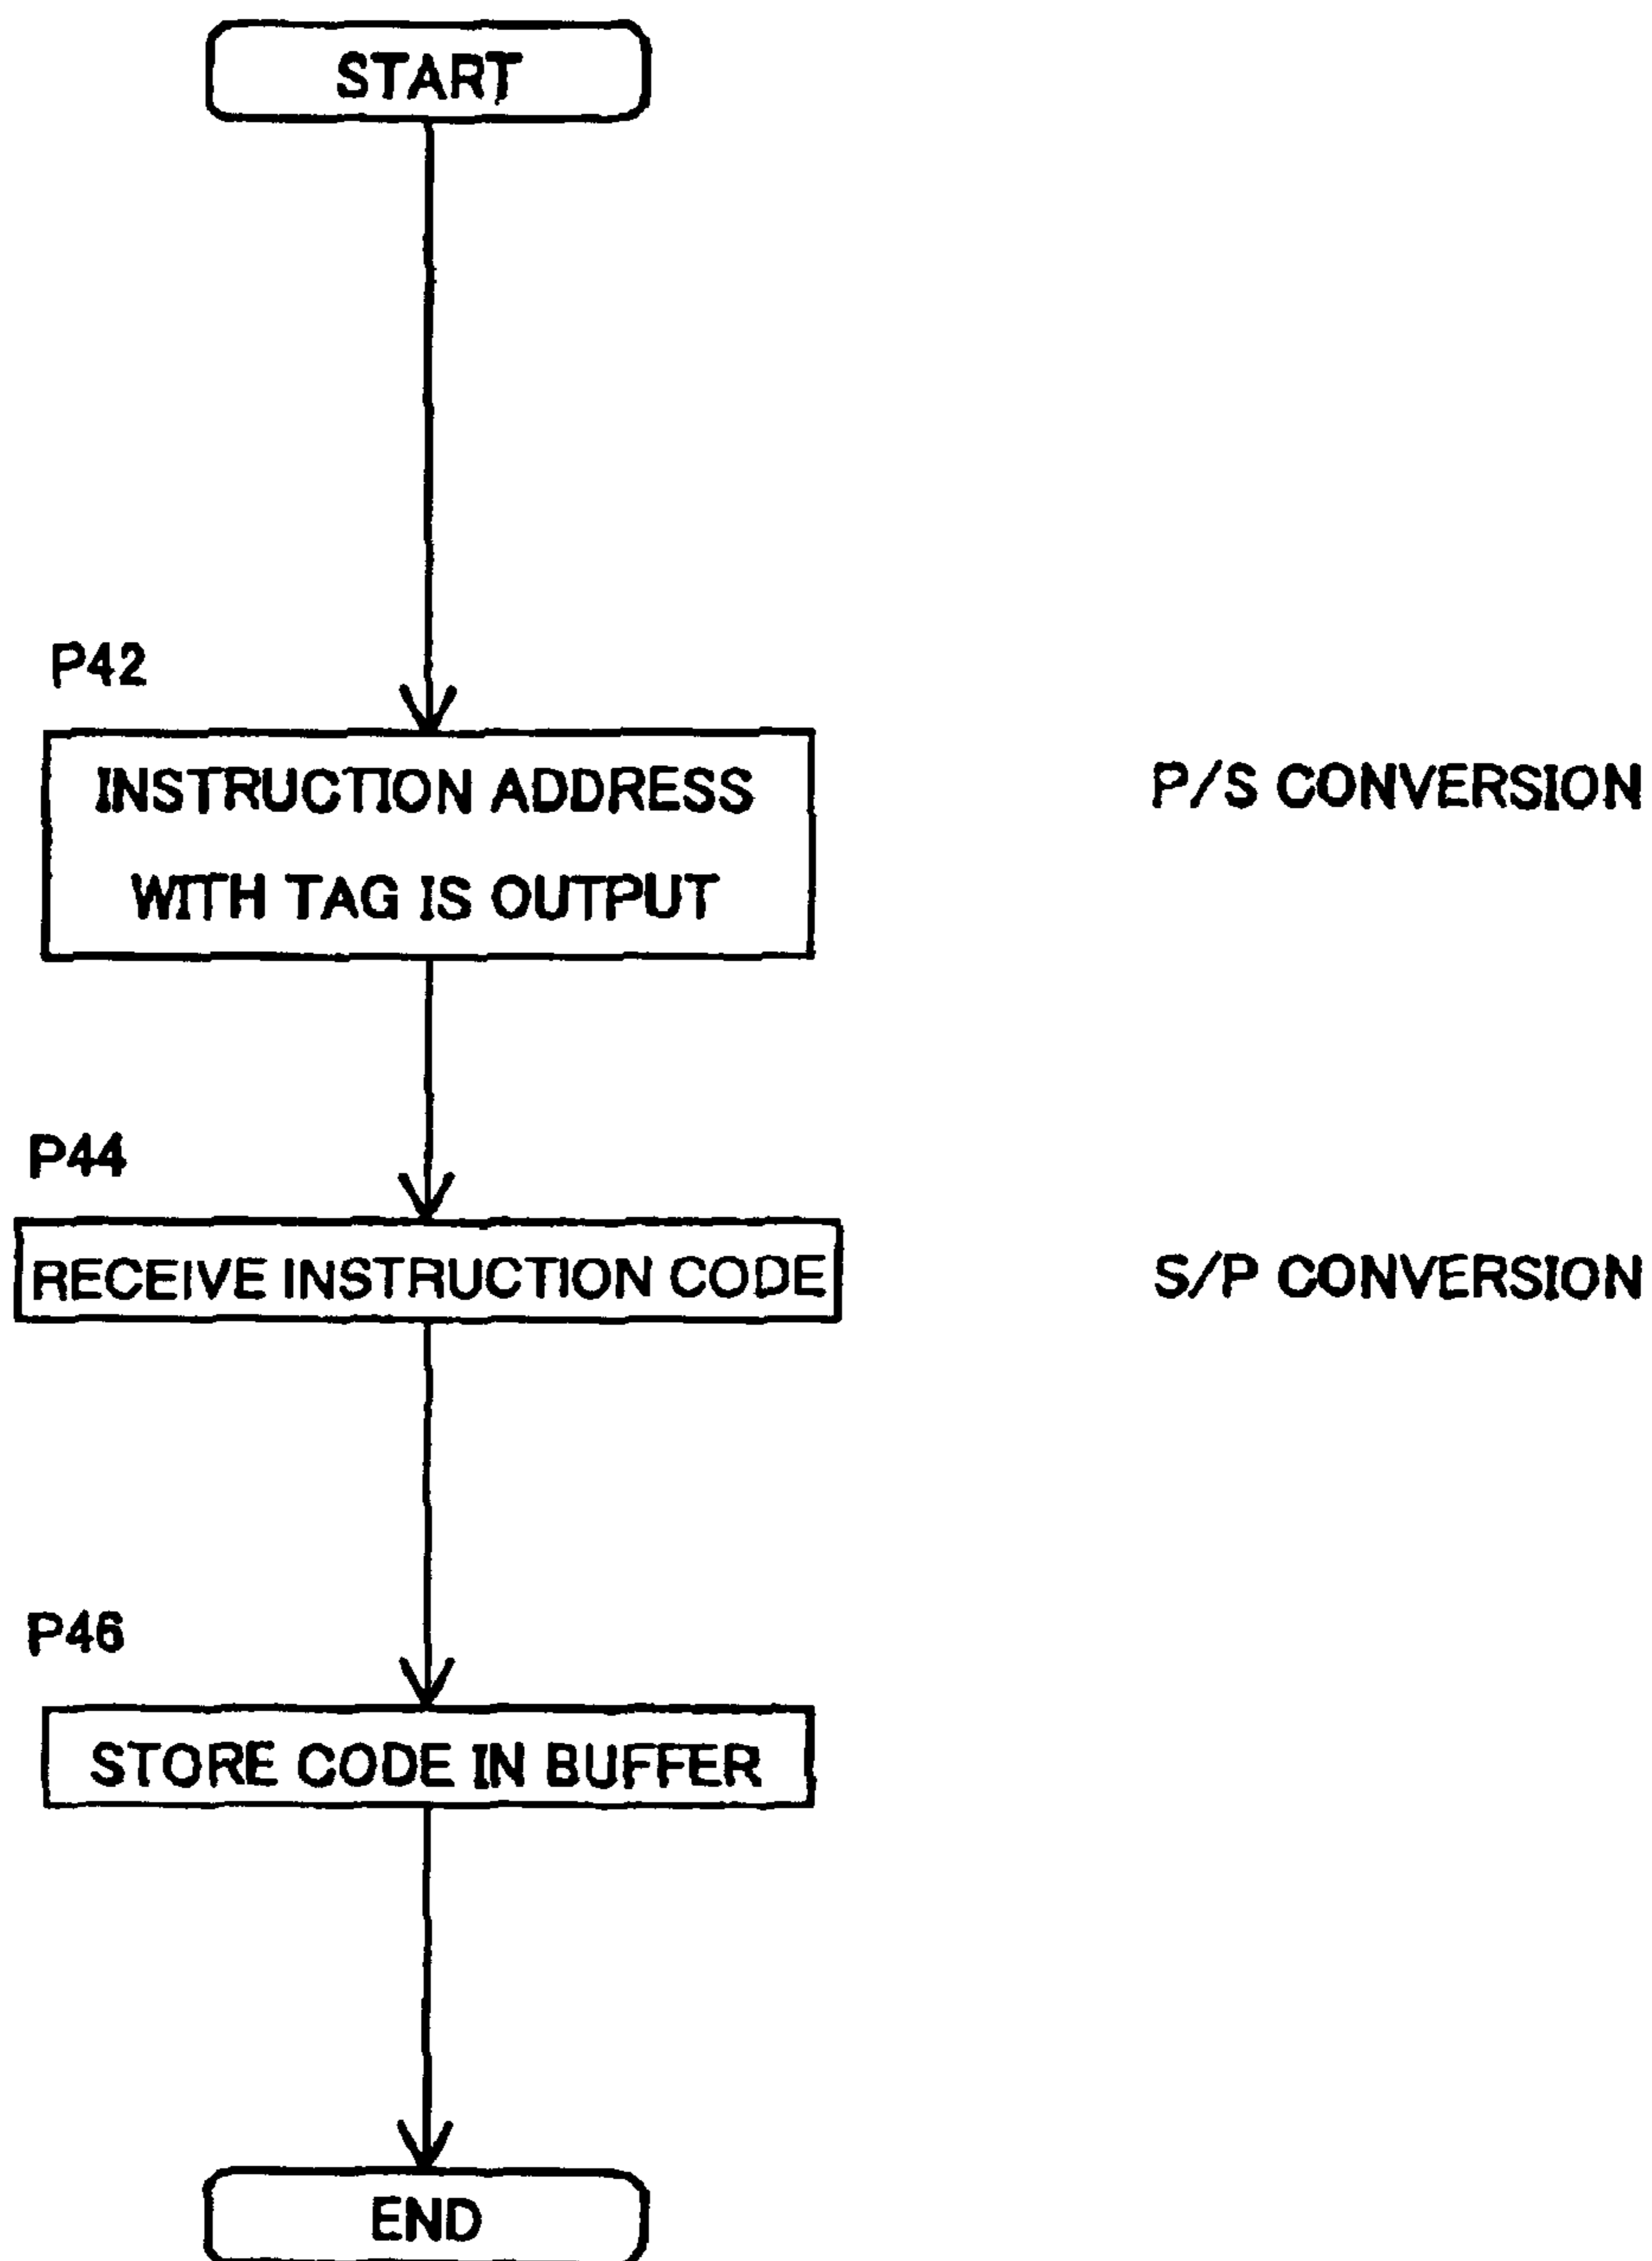 START
P42
INSTRUCTION ADDRESS
WITH TAG IS OUTPUT
P/S CONVERSION
P44
RECEIVE INSTRUCTION CODE
S/P CONVERSION
P46
STORE CODE IN BUFFER
END